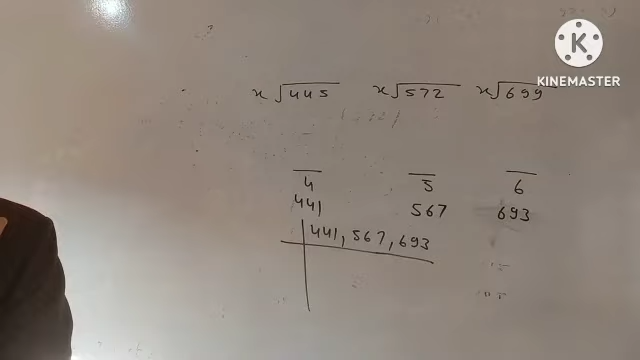 K
KINEMASTER
x √445 x √572 x √699
4 5 6
441 567 693
441, 567, 693